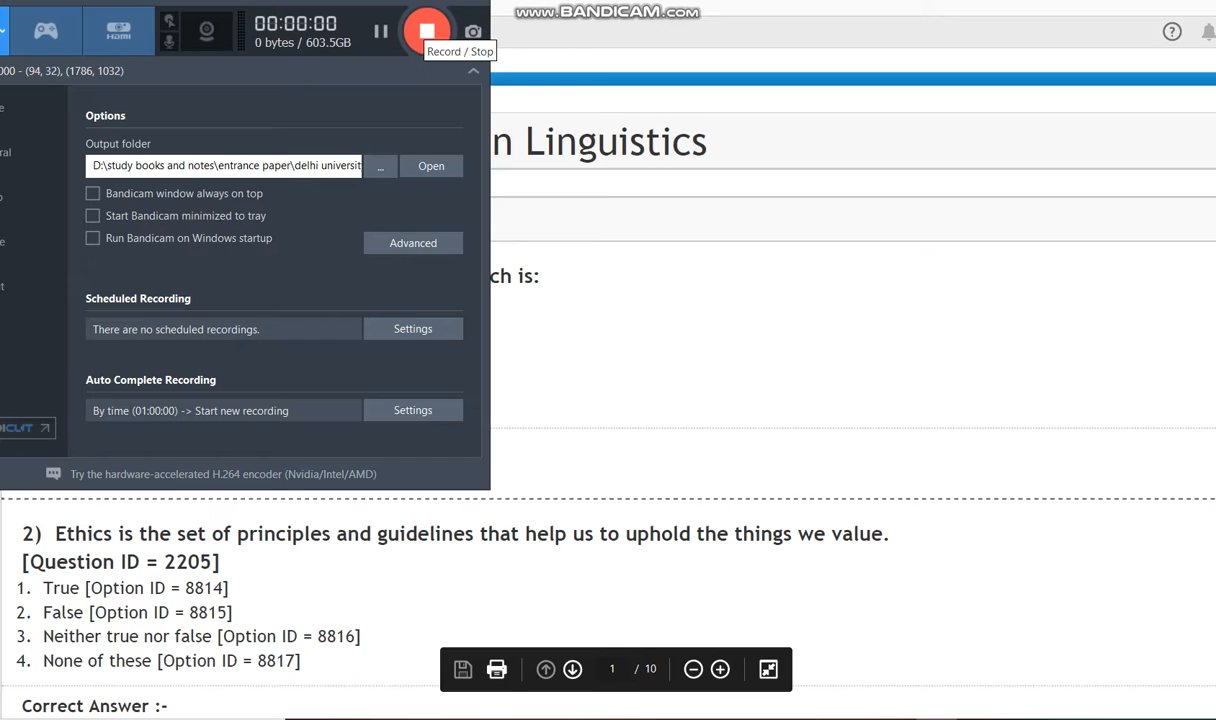 www.BANDICAM.com
00:00:00
0 bytes / 603.5GB
HDMI
Record / Stop
000 - (94, 32), (1786, 1032)
Options
Output folder
D:\study books and notes\entrance paper\delhi universit
...
Open
Bandicam window always on top
Start Bandicam minimized to tray
Run Bandicam on Windows startup
Advanced
Scheduled Recording
There are no scheduled recordings.
Settings
Auto Complete Recording
By time (01:00:00) -> Start new recording
Settings
DICUT
Try the hardware-accelerated H.264 encoder (Nvidia/Intel/AMD)
n Linguistics
ch is:
2) Ethics is the set of principles and guidelines that help us to uphold the things we value.
[Question ID = 2205]
1. True [Option ID = 8814]
2. False [Option ID = 8815]
3. Neither true nor false [Option ID = 8816]
4. None of these [Option ID = 8817]
1 / 10
Correct Answer :-